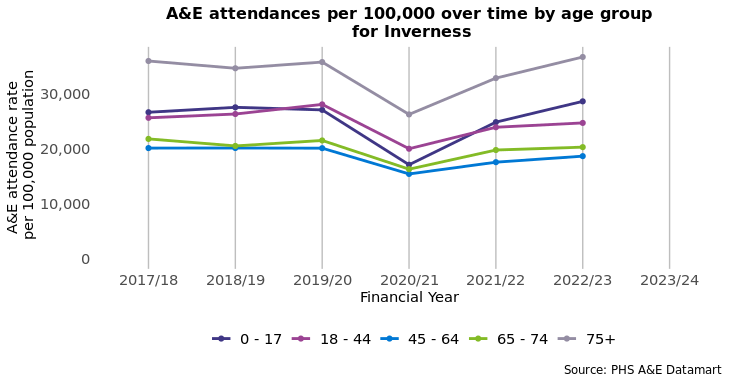 A&E attendances per 100,000 over time by age group
for Inverness
A&E attendance rate
per 100,000 population
30,000
20,000
10,000
0
2017/18 2018/19 2019/20 2020/21 2021/22 2022/23 2023/24
Financial Year
0 - 17 18 - 44 45 - 64 65 - 74 75+
Source: PHS A&E Datamart